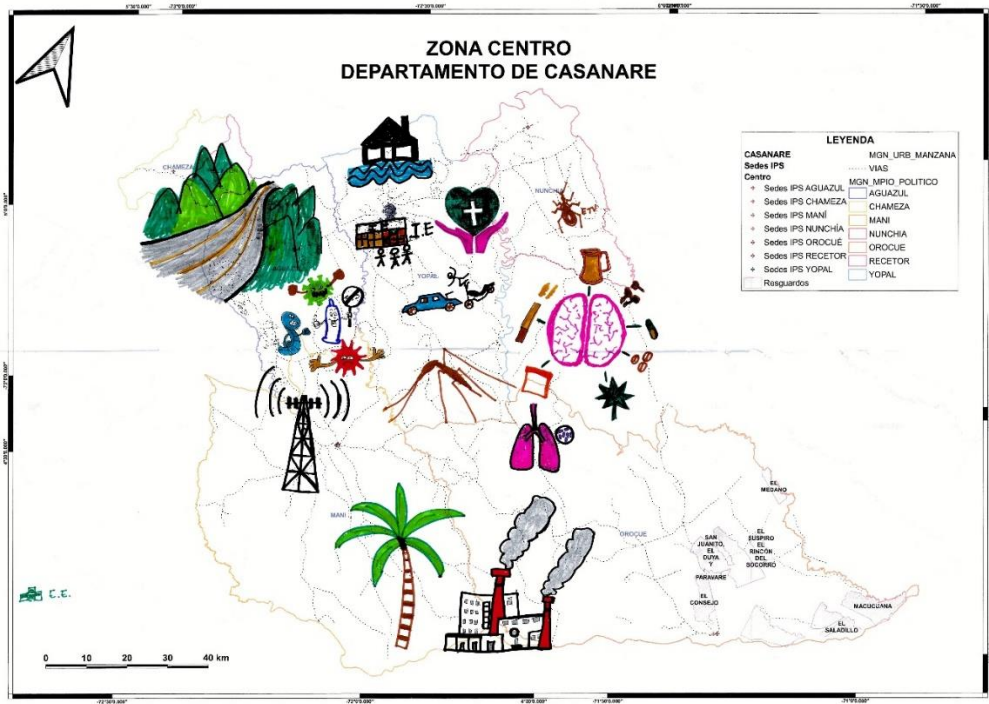 ZONA CENTRO
DEPARTAMENTO DE CASANARE
LEYENDA
CASANARE
Sedes IPS
Centro
Sedes IPS AGUAZUL
Sedes IPS CHAMEZA
Sedes IPS MANÍ
Sedes IPS NUNCHÍA
Sedes IPS OROCUÉ
Sedes IPS RECETOR
Sedes IPS YOPAL
Resguardos
MGN_URB_MANZANA
VIAS
MGN_MPIO_POLITICO
AGUAZUL
CHAMEZA
MANI
NUNCHIA
OROCUE
RECETOR
YOPAL
CHAMEZA
NUNCHIA
ETV
I.E
YOPAL
MANI
OROCUE
EL
MEDANO
SAN
JUANITO,
EL
DUYA
Y
PARAVARE
EL
SUSPIRO
EL
RINCÓN
DEL
SOCORRO
EL
CONSEJO
MACUCUANA
EL
SALADILLO
C.E.
0 10 20 30 40 km